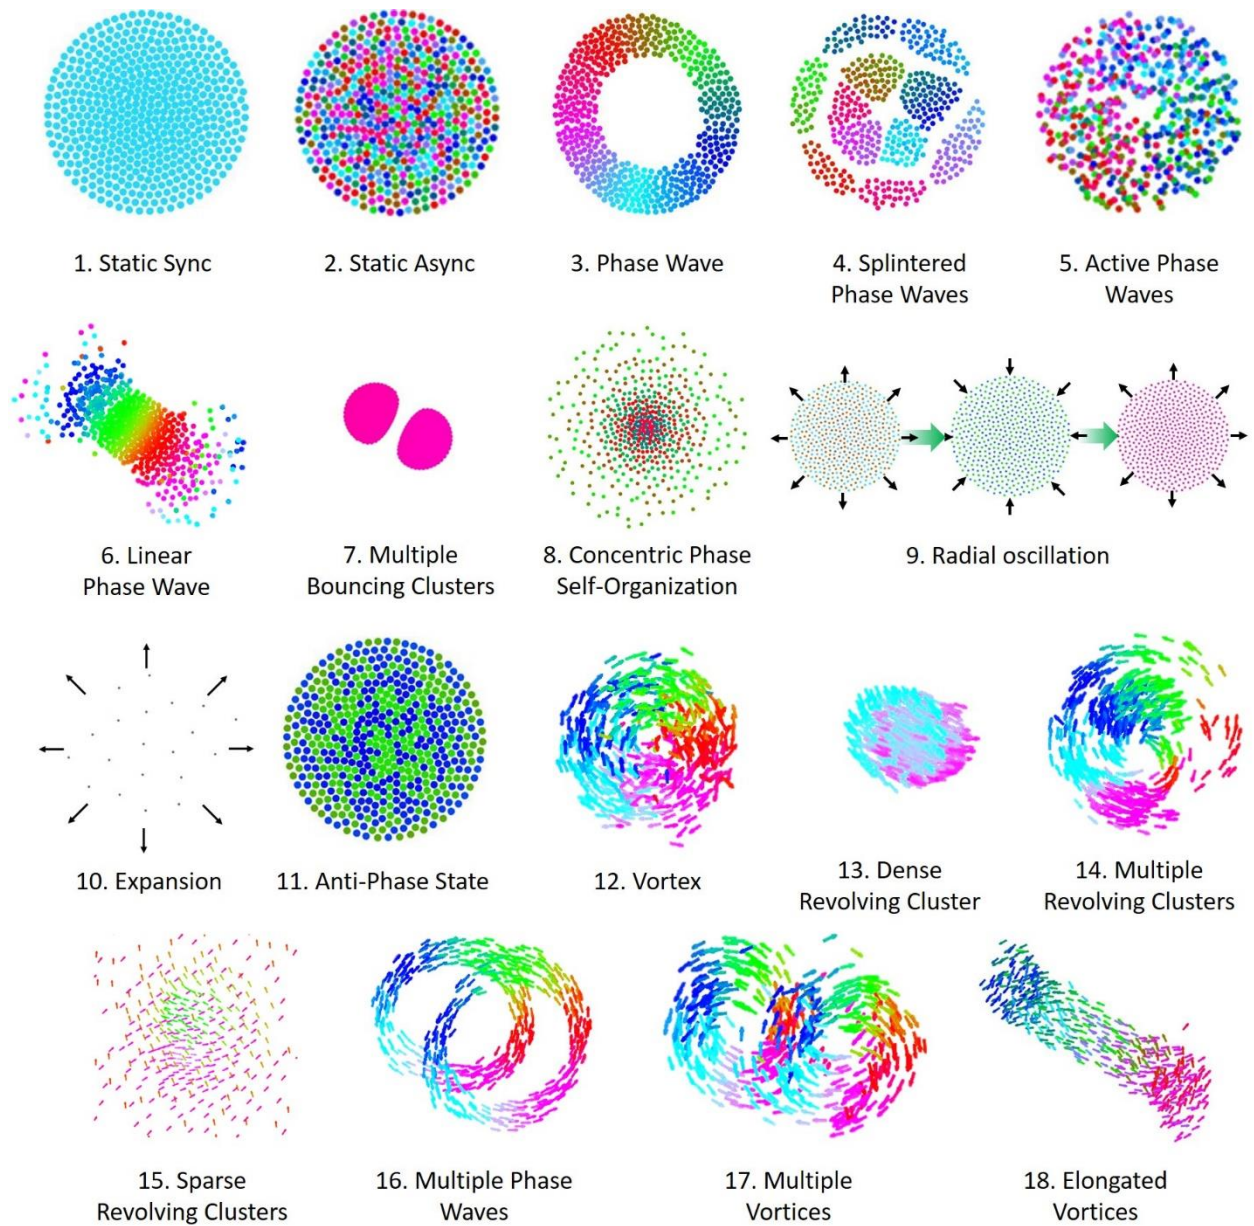 1. Static Sync
2. Static Async
3. Phase Wave
4. Splintered
Phase Waves
5. Active Phase
Waves
6. Linear
Phase Wave
7. Multiple
Bouncing Clusters
8. Concentric Phase
Self-Organization
9. Radial oscillation
10. Expansion
11. Anti-Phase State
12. Vortex
13. Dense
Revolving Cluster
14. Multiple
Revolving Clusters
15. Sparse
Revolving Clusters
16. Multiple Phase
Waves
17. Multiple
Vortices
18. Elongated
Vortices